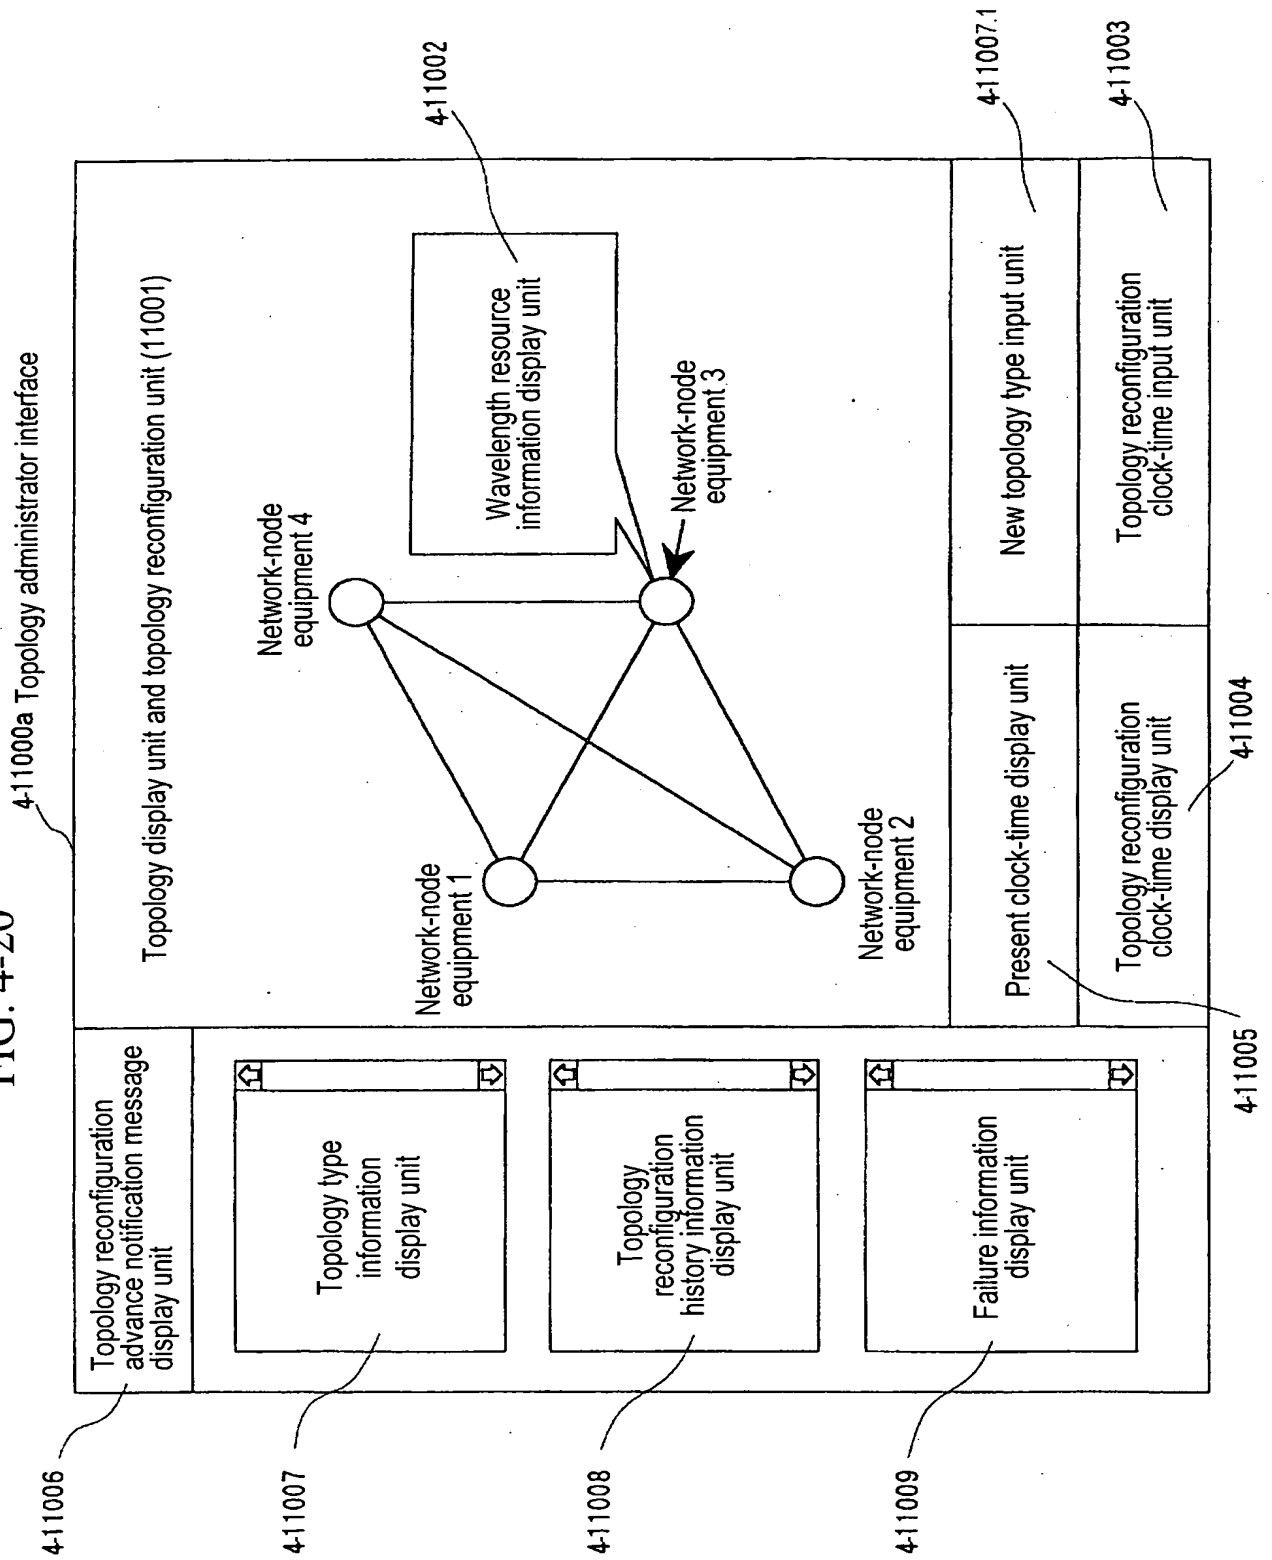 FIG. 4-20
4-11000a Topology administrator interface
4-11006
Topology reconfiguration
advance notification message
display unit
Topology display unit and topology reconfiguration unit (11001)
4-11007
Topology type
information
display unit
4-11008
Topology
reconfiguration
history information
display unit
4-11009
Failure information
display unit
Network-node
equipment 4
Network-node
equipment 1
Wavelength resource
information display unit
4-11002
Network-node
equipment 3
Network-node
equipment 2
Present clock-time display unit
New topology type input unit
4-11007.1
Topology reconfiguration
clock-time display unit
Topology reconfiguration
clock-time input unit
4-11003
4-11005
4-11004